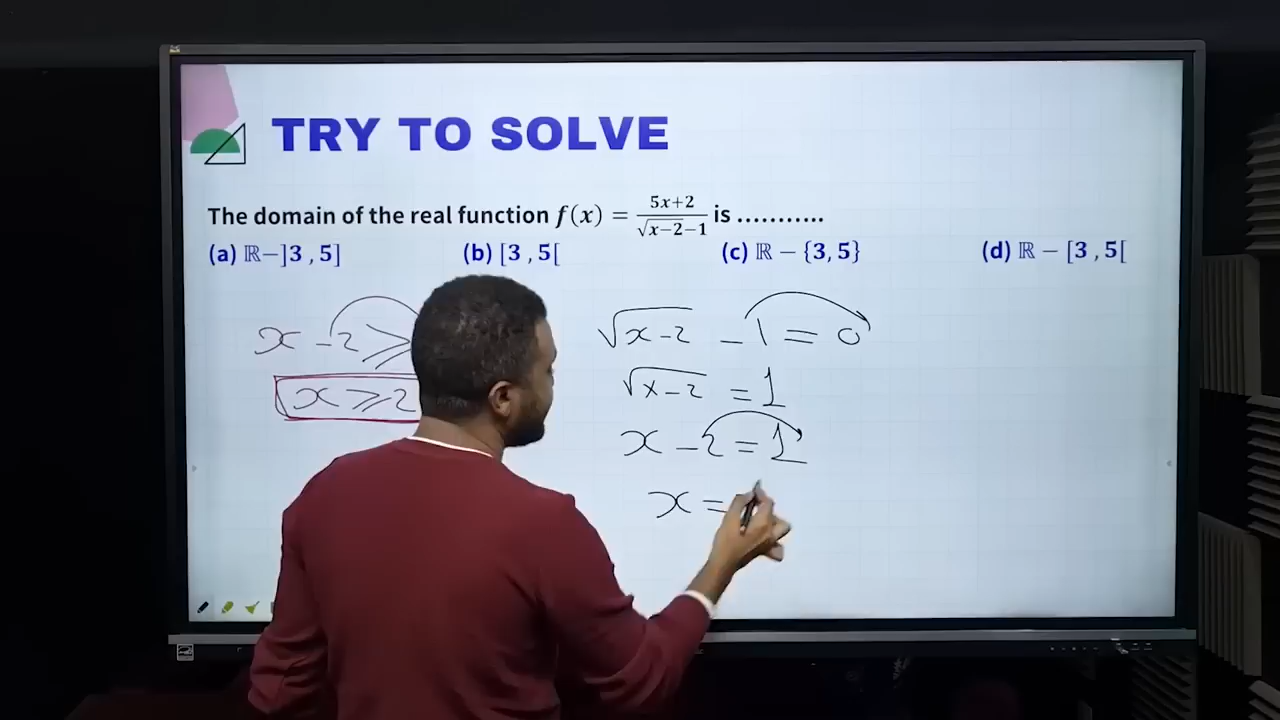 TRY TO SOLVE
The domain of the real function f(x) = (5x+2)/(√(x−2)−1) is ...........
(a) ℝ−]3 , 5]
(b) [3 , 5[
(c) ℝ − {3, 5}
(d) ℝ − [3 , 5[
x - 2 ≥
x ≥ 2
√(x-2) - 1 = 0
√(x-2) = 1
x - 2 = 1
x =